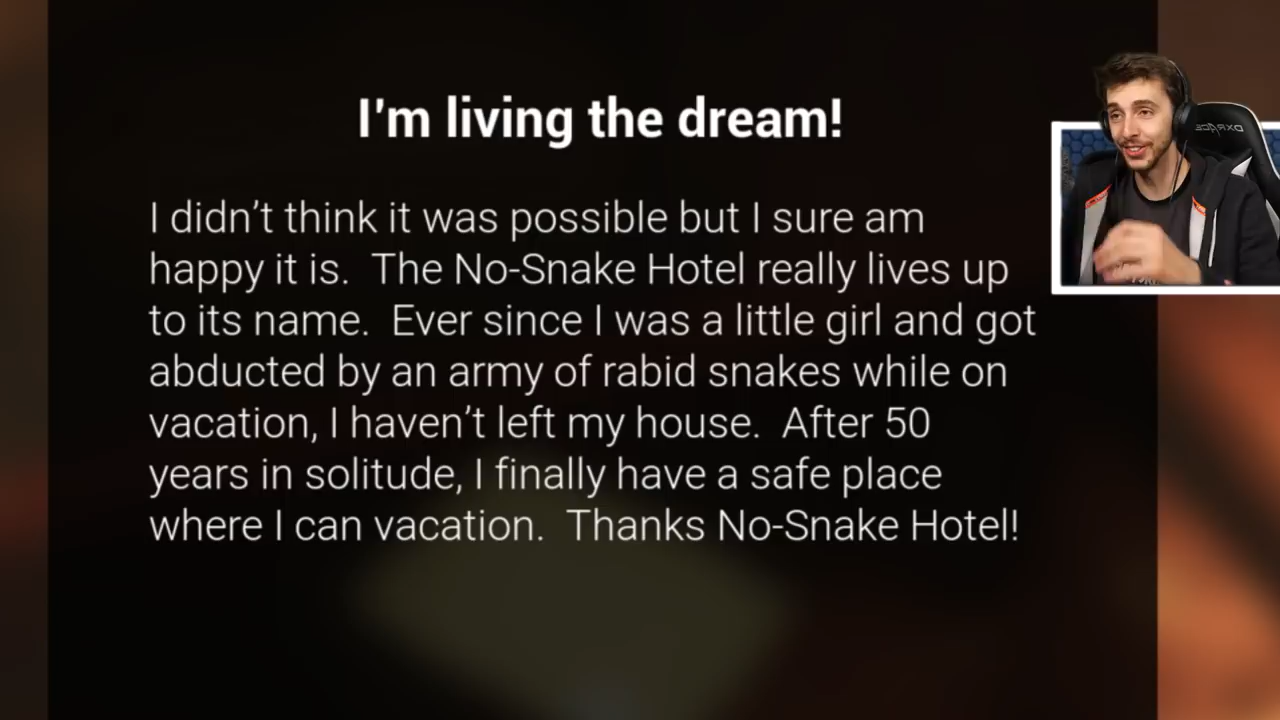 I'm living the dream!
I didn’t think it was possible but I sure am
happy it is.  The No-Snake Hotel really lives up
to its name.  Ever since I was a little girl and got
abducted by an army of rabid snakes while on
vacation, I haven’t left my house.  After 50
years in solitude, I finally have a safe place
where I can vacation.  Thanks No-Snake Hotel!
DXRACE